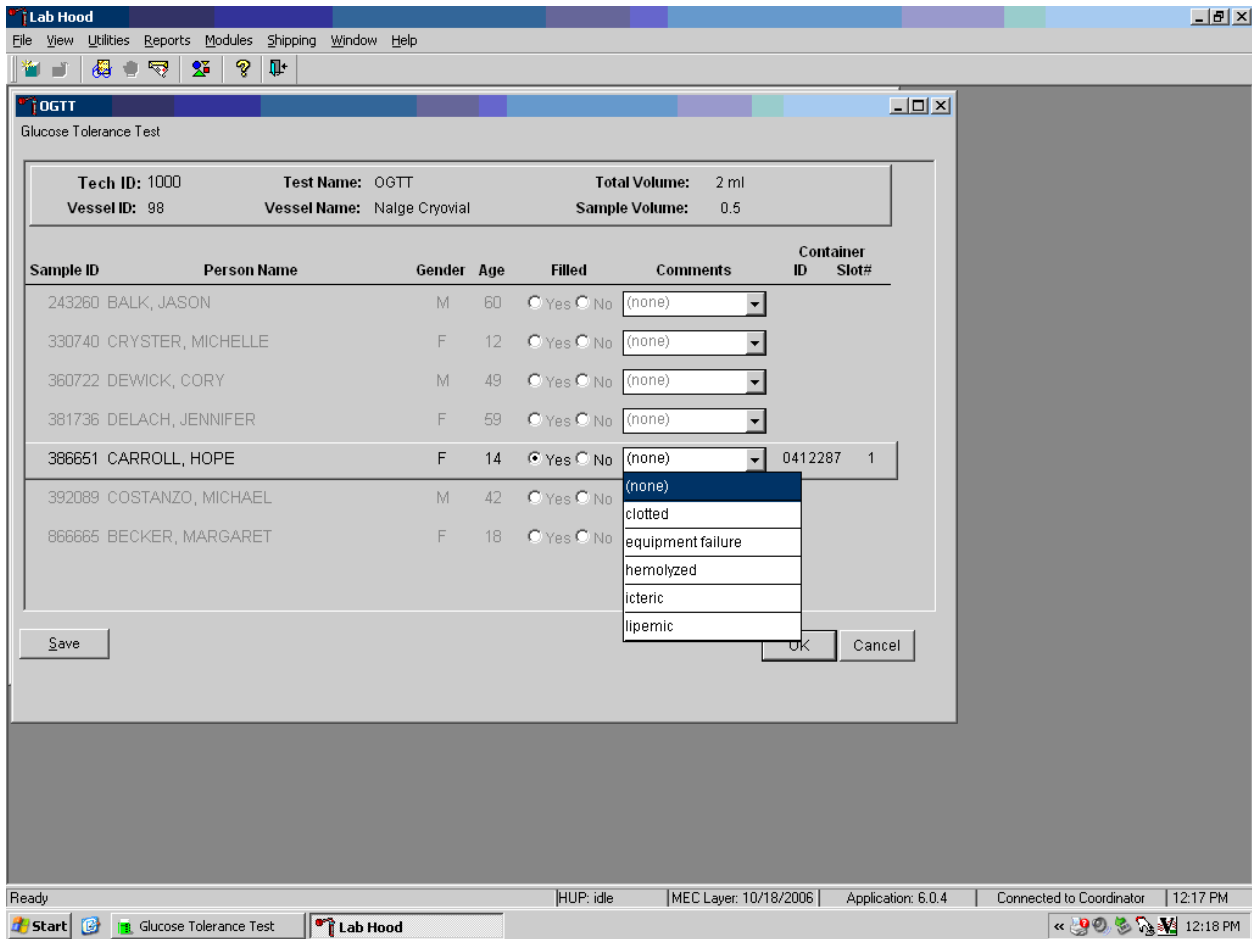 Lab Hood
File View Utilities Reports Modules Shipping Window Help
OGTT
Glucose Tolerance Test
Tech ID: 1000 Test Name: OGTT Total Volume: 2 ml
Vessel ID: 98 Vessel Name: Nalge Cryovial Sample Volume: 0.5
Container
Sample ID Person Name Gender Age Filled Comments ID Slot#
243260 BALK, JASON M 60 Yes No (none)
330740 CRYSTER, MICHELLE F 12 Yes No (none)
360722 DEWICK, CORY M 49 Yes No (none)
381736 DELACH, JENNIFER F 59 Yes No (none)
386651 CARROLL, HOPE F 14 Yes No (none) 0412287 1
(none)
392089 COSTANZO, MICHAEL M 42 Yes No
clotted
866665 BECKER, MARGARET F 18 Yes No
equipment failure
hemolyzed
icteric
lipemic
Save OK Cancel
Ready HUP: idle MEC Layer: 10/18/2006 Application: 6.0.4 Connected to Coordinator 12:17 PM
Start Glucose Tolerance Test Lab Hood 12:18 PM